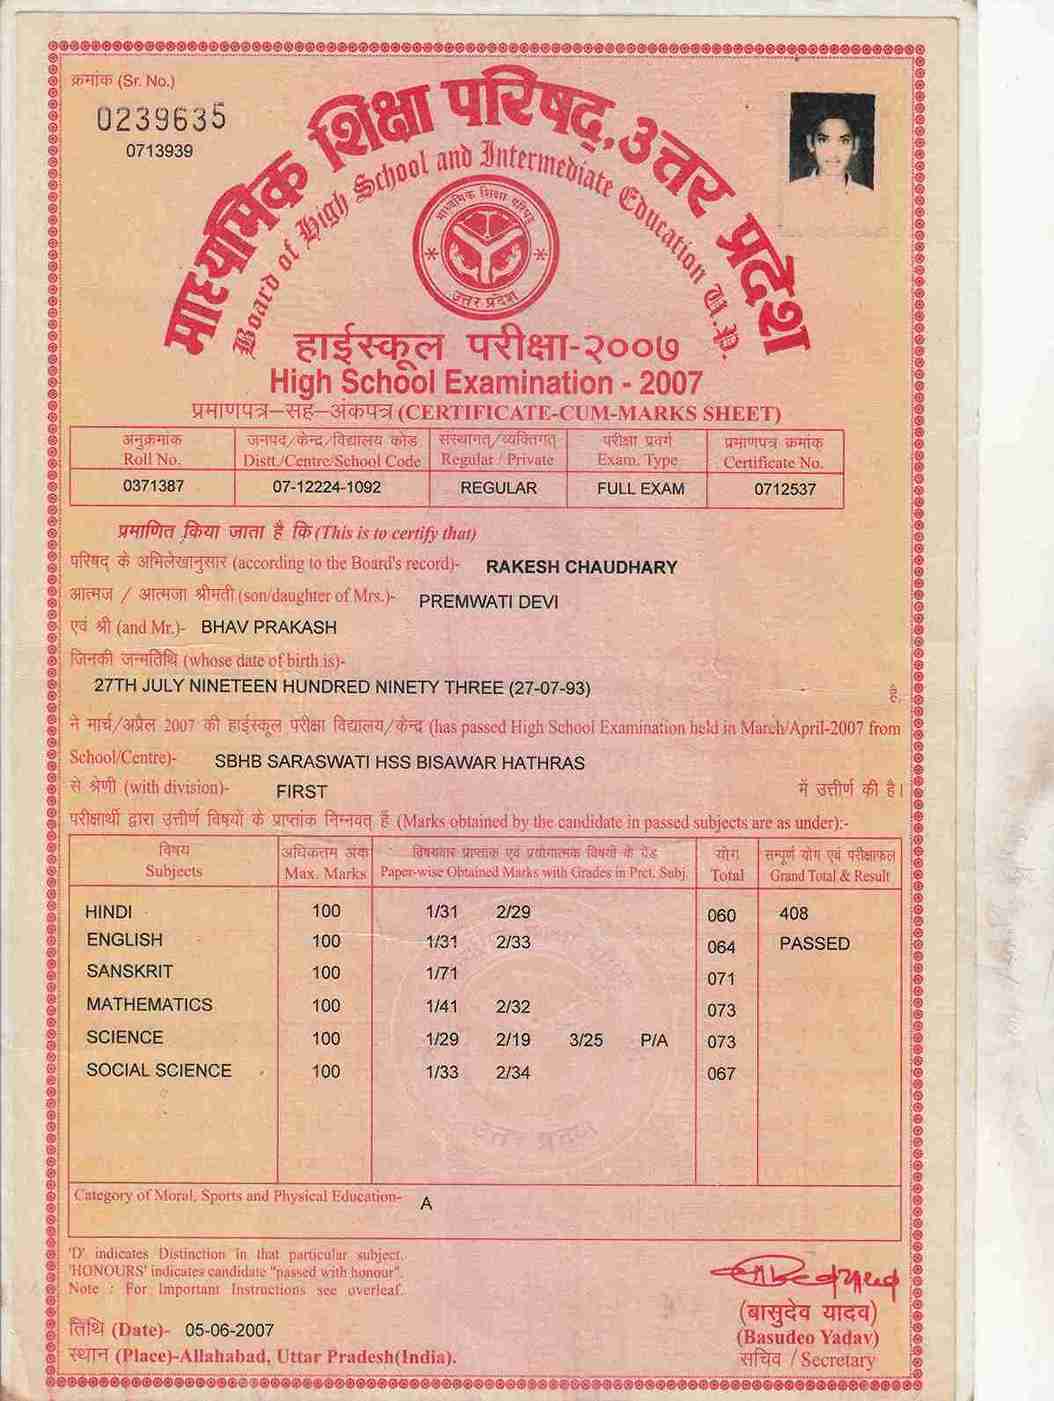 क्रमांक (Sr. No.)
0239635
0713939
माध्यमिक शिक्षा परिषद्, उत्तर प्रदेश
Board of High School and Intermediate Education U.P.
माध्यमिक शिक्षा परिषद
उत्तर प्रदेश
हाईस्कूल परीक्षा-२००७
High School Examination - 2007
प्रमाणपत्र–सह–अंकपत्र (CERTIFICATE-CUM-MARKS SHEET)
अनुक्रमांक जनपद/केन्द्र/विद्यालय कोड संस्थागत/व्यक्तिगत परीक्षा प्रवर्ग प्रमाणपत्र क्रमांक
Roll No. Distt./Centre/School Code Regular / Private Exam. Type Certificate No.
0371387 07-12224-1092 REGULAR FULL EXAM 0712537
प्रमाणित किया जाता है कि (This is to certify that)
परिषद् के अभिलेखानुसार (according to the Board's record)- RAKESH CHAUDHARY
आत्मज / आत्मजा श्रीमती (son/daughter of Mrs.)- PREMWATI DEVI
एवं श्री (and Mr.)- BHAV PRAKASH
जिनकी जन्मतिथि (whose date of birth is)-
27TH JULY NINETEEN HUNDRED NINETY THREE (27-07-93) है,
ने मार्च/अप्रैल 2007 की हाईस्कूल परीक्षा विद्यालय/केन्द्र (has passed High School Examination held in March/April-2007 from
School/Centre)- SBHB SARASWATI HSS BISAWAR HATHRAS
से श्रेणी (with division)- FIRST में उत्तीर्ण की है।
परीक्षार्थी द्वारा उत्तीर्ण विषयों के प्राप्तांक निम्नवत् हैं (Marks obtained by the candidate in passed subjects are as under):-
विषय अधिकतम अंक विषयवार प्राप्तांक एवं प्रयोगात्मक विषयों के ग्रेड योग सम्पूर्ण योग एवं परीक्षाफल
Subjects Max. Marks Paper-wise Obtained Marks with Grades in Prct. Subj. Total Grand Total & Result
HINDI 100 1/31 2/29 060 408
ENGLISH 100 1/31 2/33 064 PASSED
SANSKRIT 100 1/71 071
MATHEMATICS 100 1/41 2/32 073
SCIENCE 100 1/29 2/19 3/25 P/A 073
SOCIAL SCIENCE 100 1/33 2/34 067
Category of Moral, Sports and Physical Education- A
'D' indicates Distinction in that particular subject.
'HONOURS' indicates candidate "passed with honour".
Note : For Important Instructions see overleaf.
(बासुदेव यादव)
तिथि (Date)- 05-06-2007
(Basudeo Yadav)
स्थान (Place)-Allahabad, Uttar Pradesh(India).
सचिव / Secretary